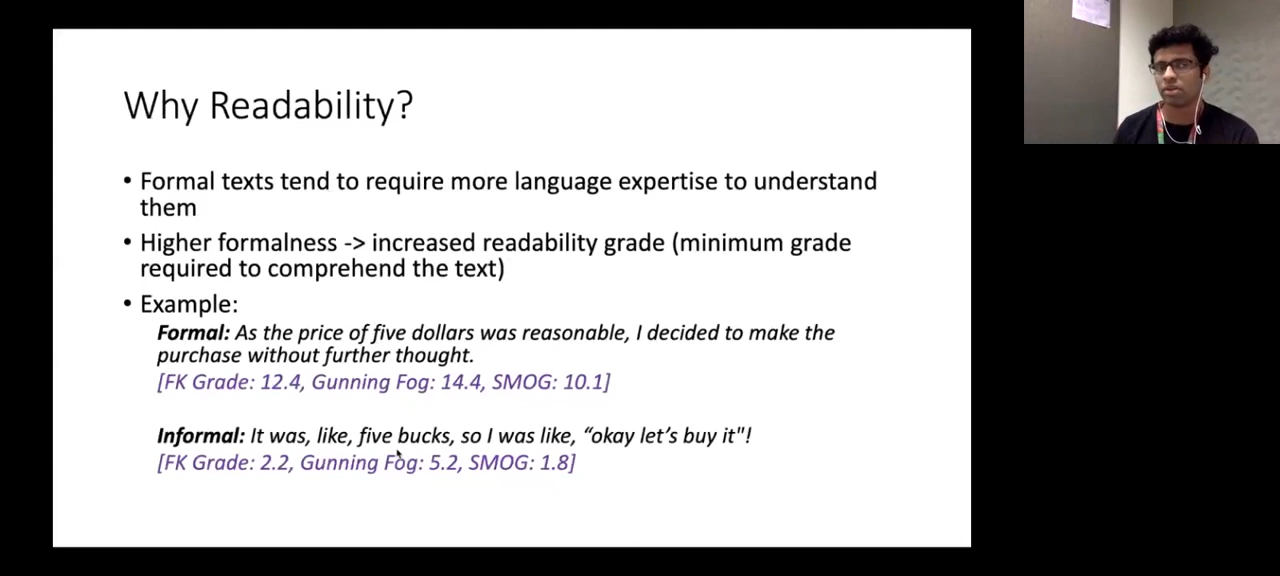 Why Readability?
• Formal texts tend to require more language expertise to understand
them
• Higher formalness -> increased readability grade (minimum grade
required to comprehend the text)
• Example:
Formal: As the price of five dollars was reasonable, I decided to make the
purchase without further thought.
[FK Grade: 12.4, Gunning Fog: 14.4, SMOG: 10.1]
Informal: It was, like, five bucks, so I was like, “okay let’s buy it"!
[FK Grade: 2.2, Gunning Fog: 5.2, SMOG: 1.8]